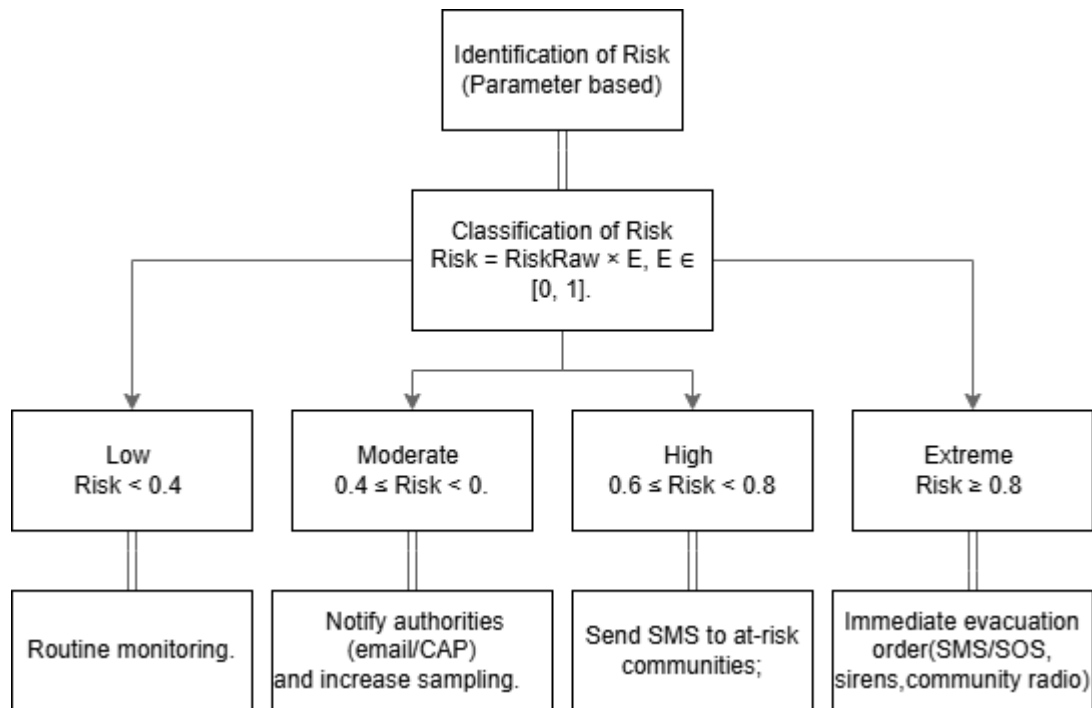 Identification of Risk
(Parameter based)
Classification of Risk
Risk = RiskRaw × E, E ∈
[0, 1].
Low
Risk < 0.4
Moderate
0.4 ≤ Risk < 0.
High
0.6 ≤ Risk < 0.8
Extreme
Risk ≥ 0.8
Routine monitoring.
Notify authorities
(email/CAP)
and increase sampling.
Send SMS to at-risk
communities;
Immediate evacuation
order(SMS/SOS,
sirens,community radio)